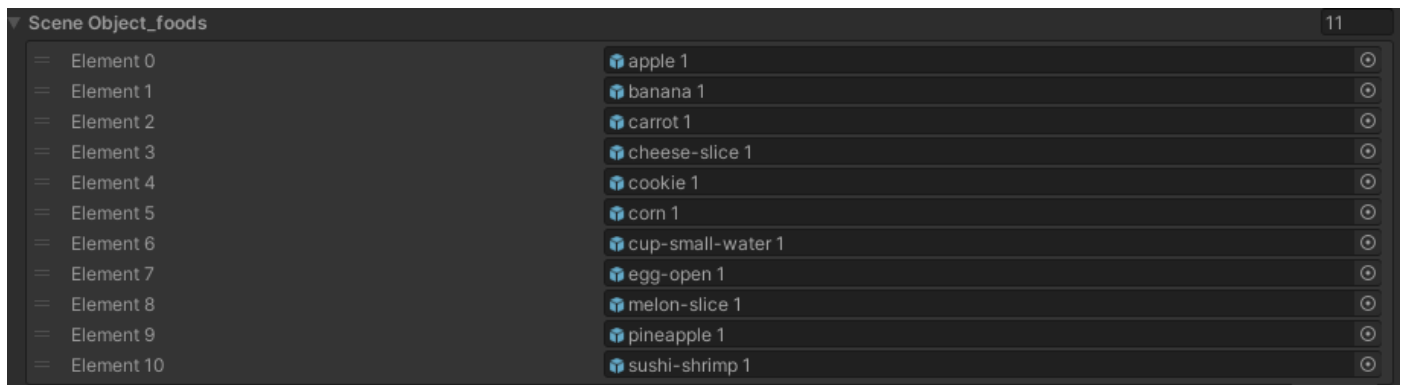 Scene Object_foods 11
Element 0 apple 1
Element 1 banana 1
Element 2 carrot 1
Element 3 cheese-slice 1
Element 4 cookie 1
Element 5 corn 1
Element 6 cup-small-water 1
Element 7 egg-open 1
Element 8 melon-slice 1
Element 9 pineapple 1
Element 10 sushi-shrimp 1